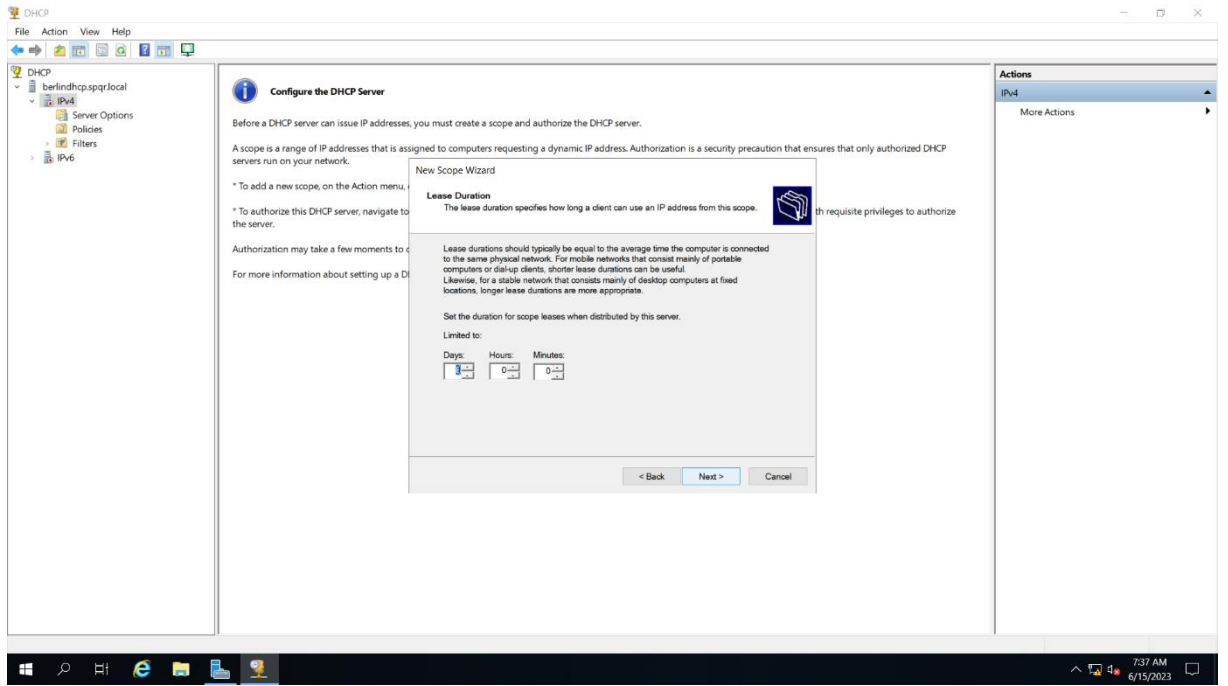 DHCP
File Action View Help
DHCP
berlindhcp.spqr.local
IPv4
Server Options
Policies
Filters
IPv6
Configure the DHCP Server
Before a DHCP server can issue IP addresses, you must create a scope and authorize the DHCP server.
A scope is a range of IP addresses that is assigned to computers requesting a dynamic IP address. Authorization is a security precaution that ensures that only authorized DHCP
servers run on your network.
* To add a new scope, on the Action menu,
* To authorize this DHCP server, navigate to
th requisite privileges to authorize
the server.
Authorization may take a few moments to
For more information about setting up a
New Scope Wizard
Lease Duration
The lease duration specifies how long a client can use an IP address from this scope.
Lease durations should typically be equal to the average time the computer is connected
to the same physical network. For mobile networks that consist mainly of portable
computers or dial-up clients, shorter lease durations can be useful.
Likewise, for a stable network that consists mainly of desktop computers at fixed
locations, longer lease durations are more appropriate.
Set the duration for scope leases when distributed by this server.
Limited to:
Days: Hours: Minutes:
3 0 0
< Back Next > Cancel
Actions
IPv4
More Actions
7:37 AM
6/15/2023